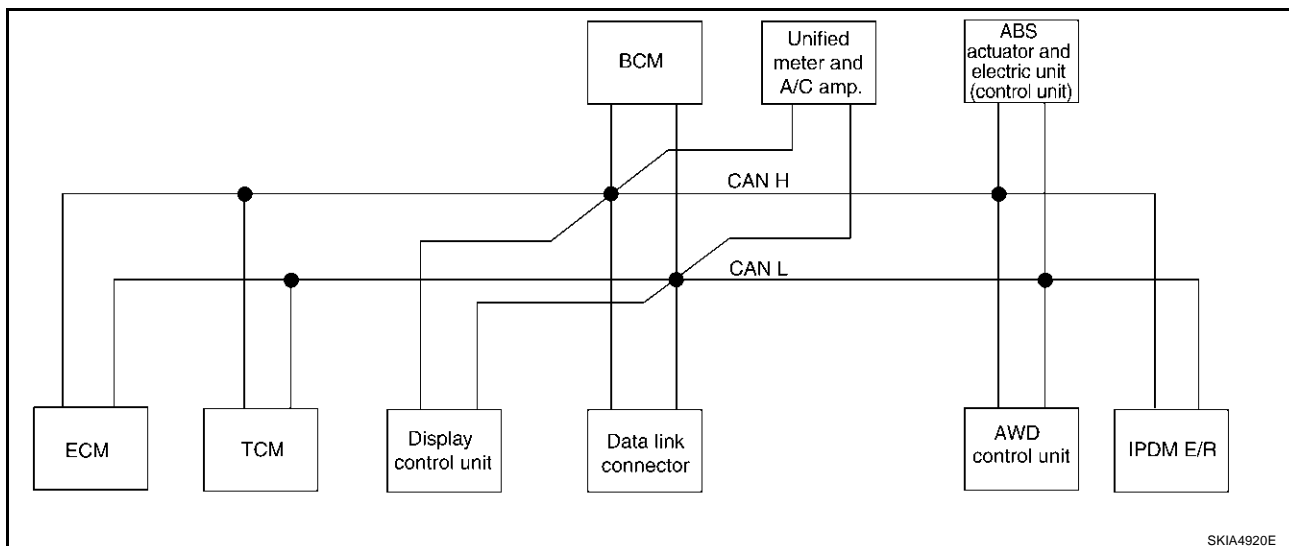 BCM
Unified
meter and
A/C amp.
ABS
actuator and
electric unit
(control unit)
CAN H
CAN L
ECM
TCM
Display
control unit
Data link
connector
AWD
control unit
IPDM E/R
SKIA4920E